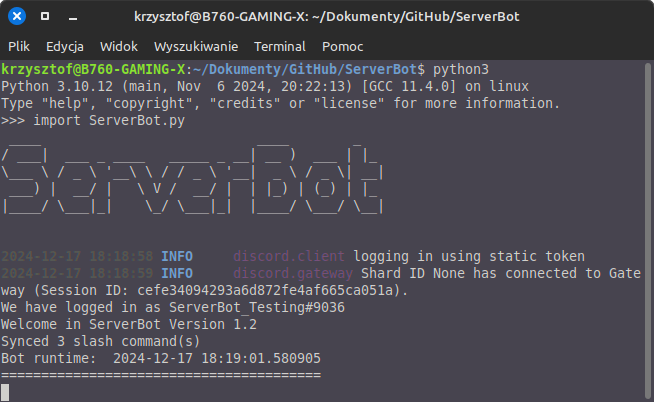 krzysztof@B760-GAMING-X: ~/Dokumenty/GitHub/ServerBot
Plik Edycja Widok Wyszukiwanie Terminal Pomoc
krzysztof@B760-GAMING-X:~/Dokumenty/GitHub/ServerBot$ python3
Python 3.10.12 (main, Nov  6 2024, 20:22:13) [GCC 11.4.0] on linux
Type "help", "copyright", "credits" or "license" for more information.
>>> import ServerBot.py
ServerBot
2024-12-17 18:18:58 INFO     discord.client logging in using static token
2024-12-17 18:18:59 INFO     discord.gateway Shard ID None has connected to Gate
way (Session ID: cefe34094293a6d872fe4af665ca051a).
We have logged in as ServerBot_Testing#9036
Welcome in ServerBot Version 1.2
Synced 3 slash command(s)
Bot runtime:  2024-12-17 18:19:01.580905
========================================